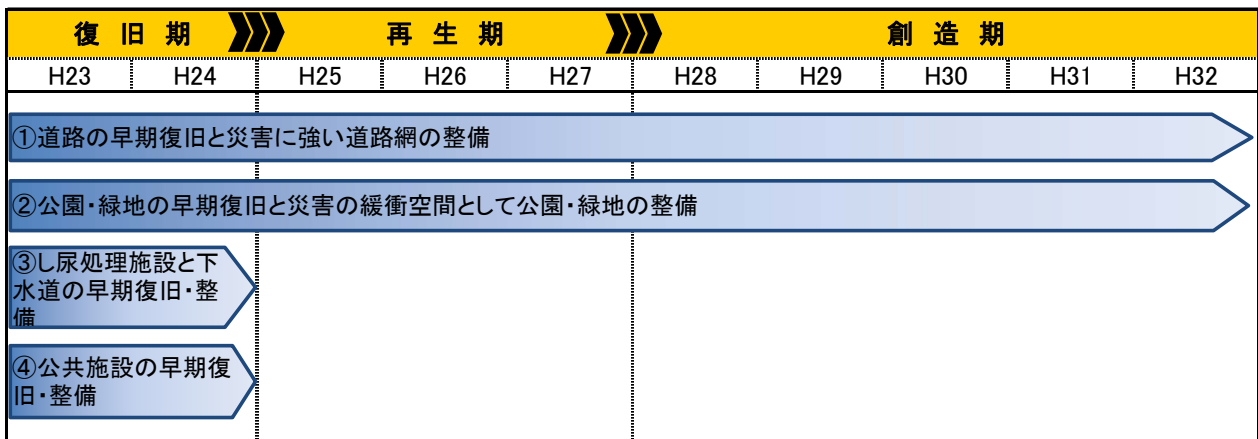 復旧期 再生期 創造期
H23 H24 H25 H26 H27 H28 H29 H30 H31 H32
①道路の早期復旧と災害に強い道路網の整備
②公園・緑地の早期復旧と災害の緩衝空間として公園・緑地の整備
③し尿処理施設と下
水道の早期復旧・整
備
④公共施設の早期復
旧・整備